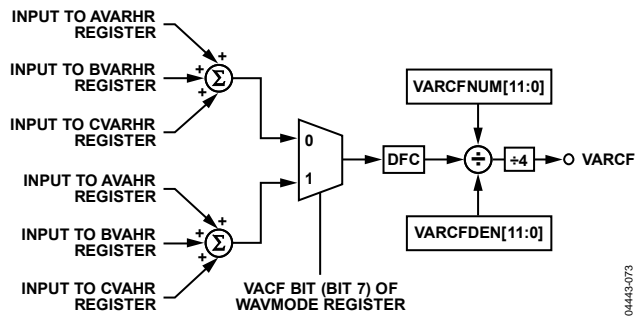 INPUT TO AVARHR
REGISTER
INPUT TO BVARHR
REGISTER
INPUT TO CVARHR
REGISTER
+
+
+
Σ
INPUT TO AVAHR
REGISTER
INPUT TO BVAHR
REGISTER
INPUT TO CVAHR
REGISTER
+
+
+
Σ
0
1
VACF BIT (BIT 7) OF
WAVMODE REGISTER
DFC
VARCFNUM[11:0]
÷
VARCFDEN[11:0]
÷4
VARCF
04443-073